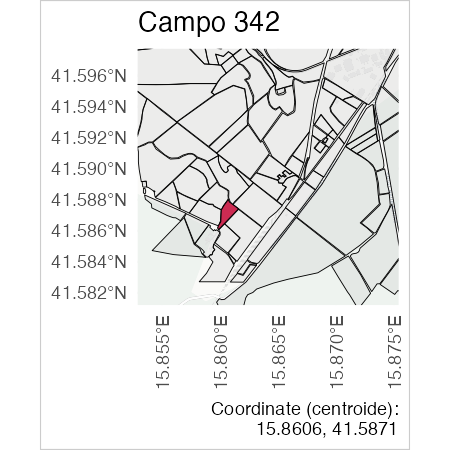 Campo 342
41.596°N
41.594°N
41.592°N
41.590°N
41.588°N
41.586°N
41.584°N
41.582°N
15.855°E
15.860°E
15.865°E
15.870°E
15.875°E
Coordinate (centroide):
15.8606, 41.5871